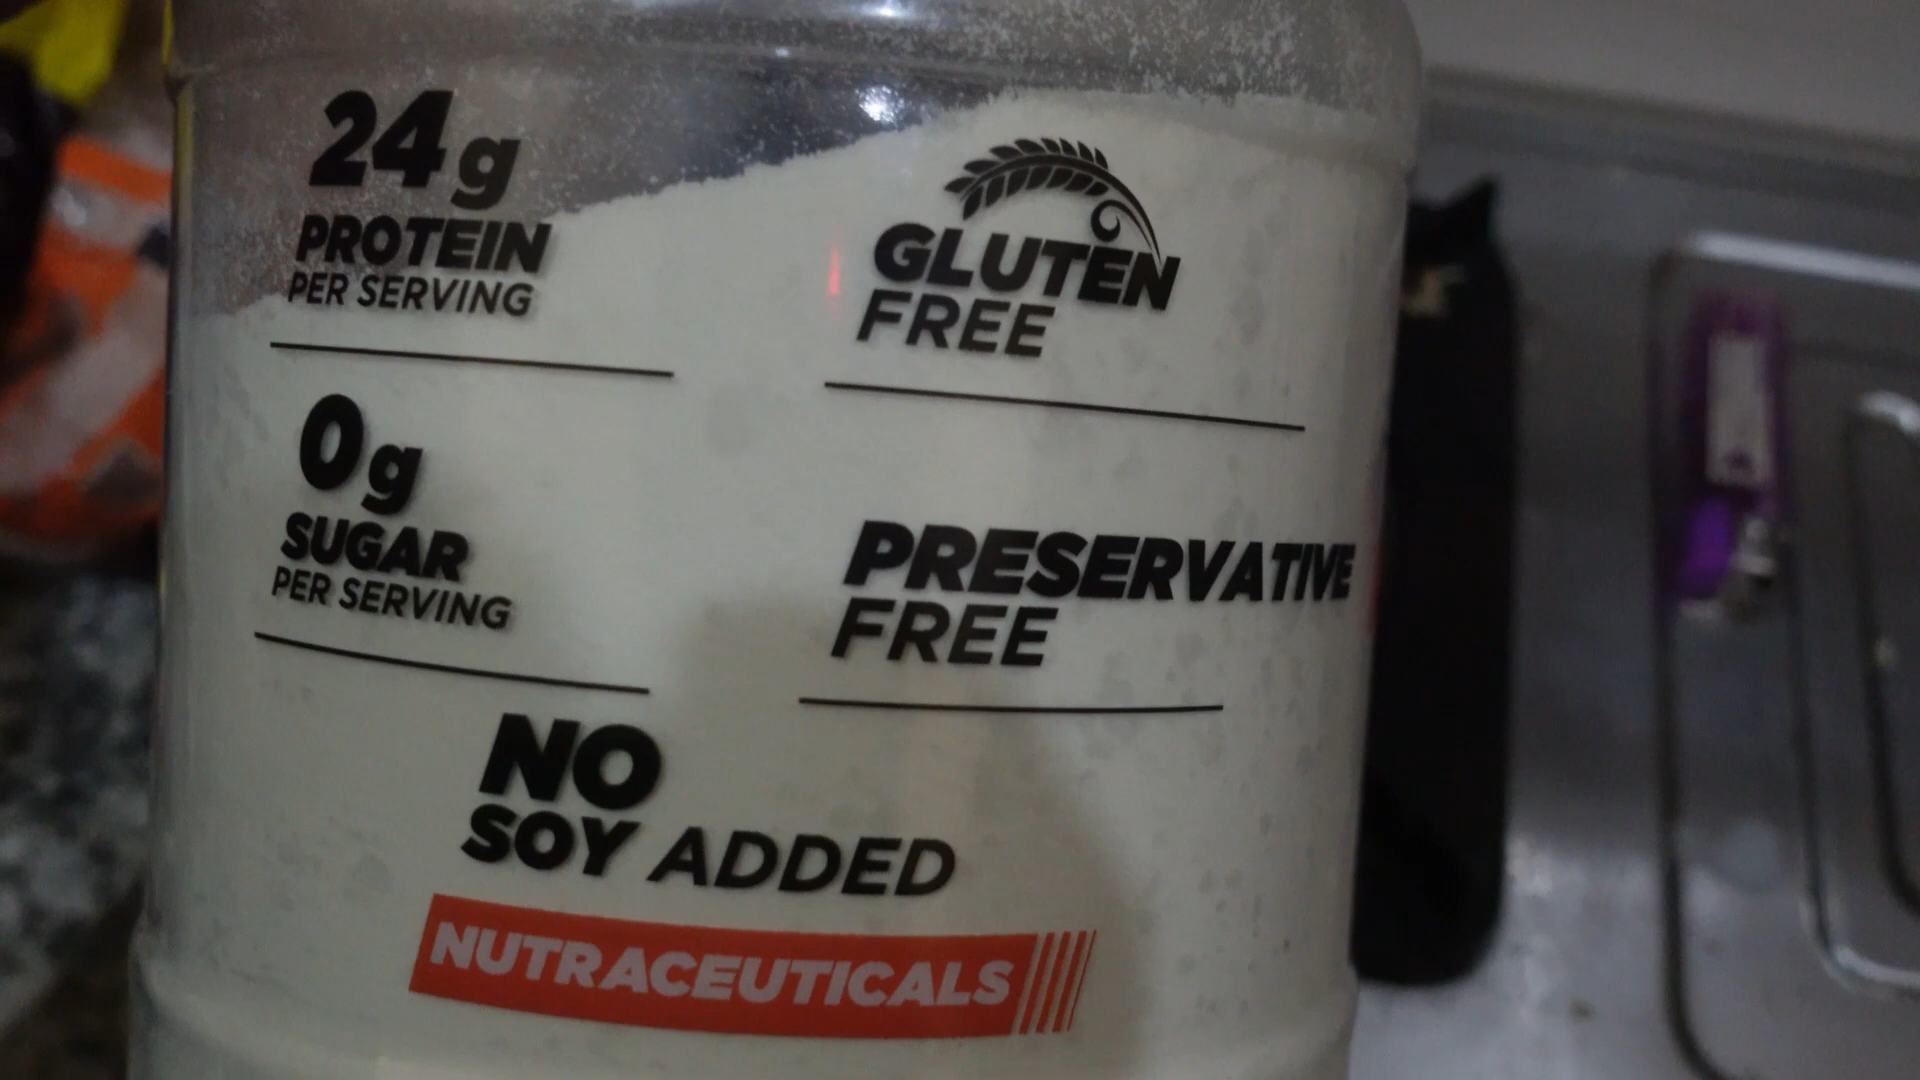 24g
PROTEIN
PER SERVING
GLUTEN
FREE
0g
SUGAR
PER SERVING
PRESERVATIVE
FREE
NO
SOY ADDED
NUTRACEUTICALS